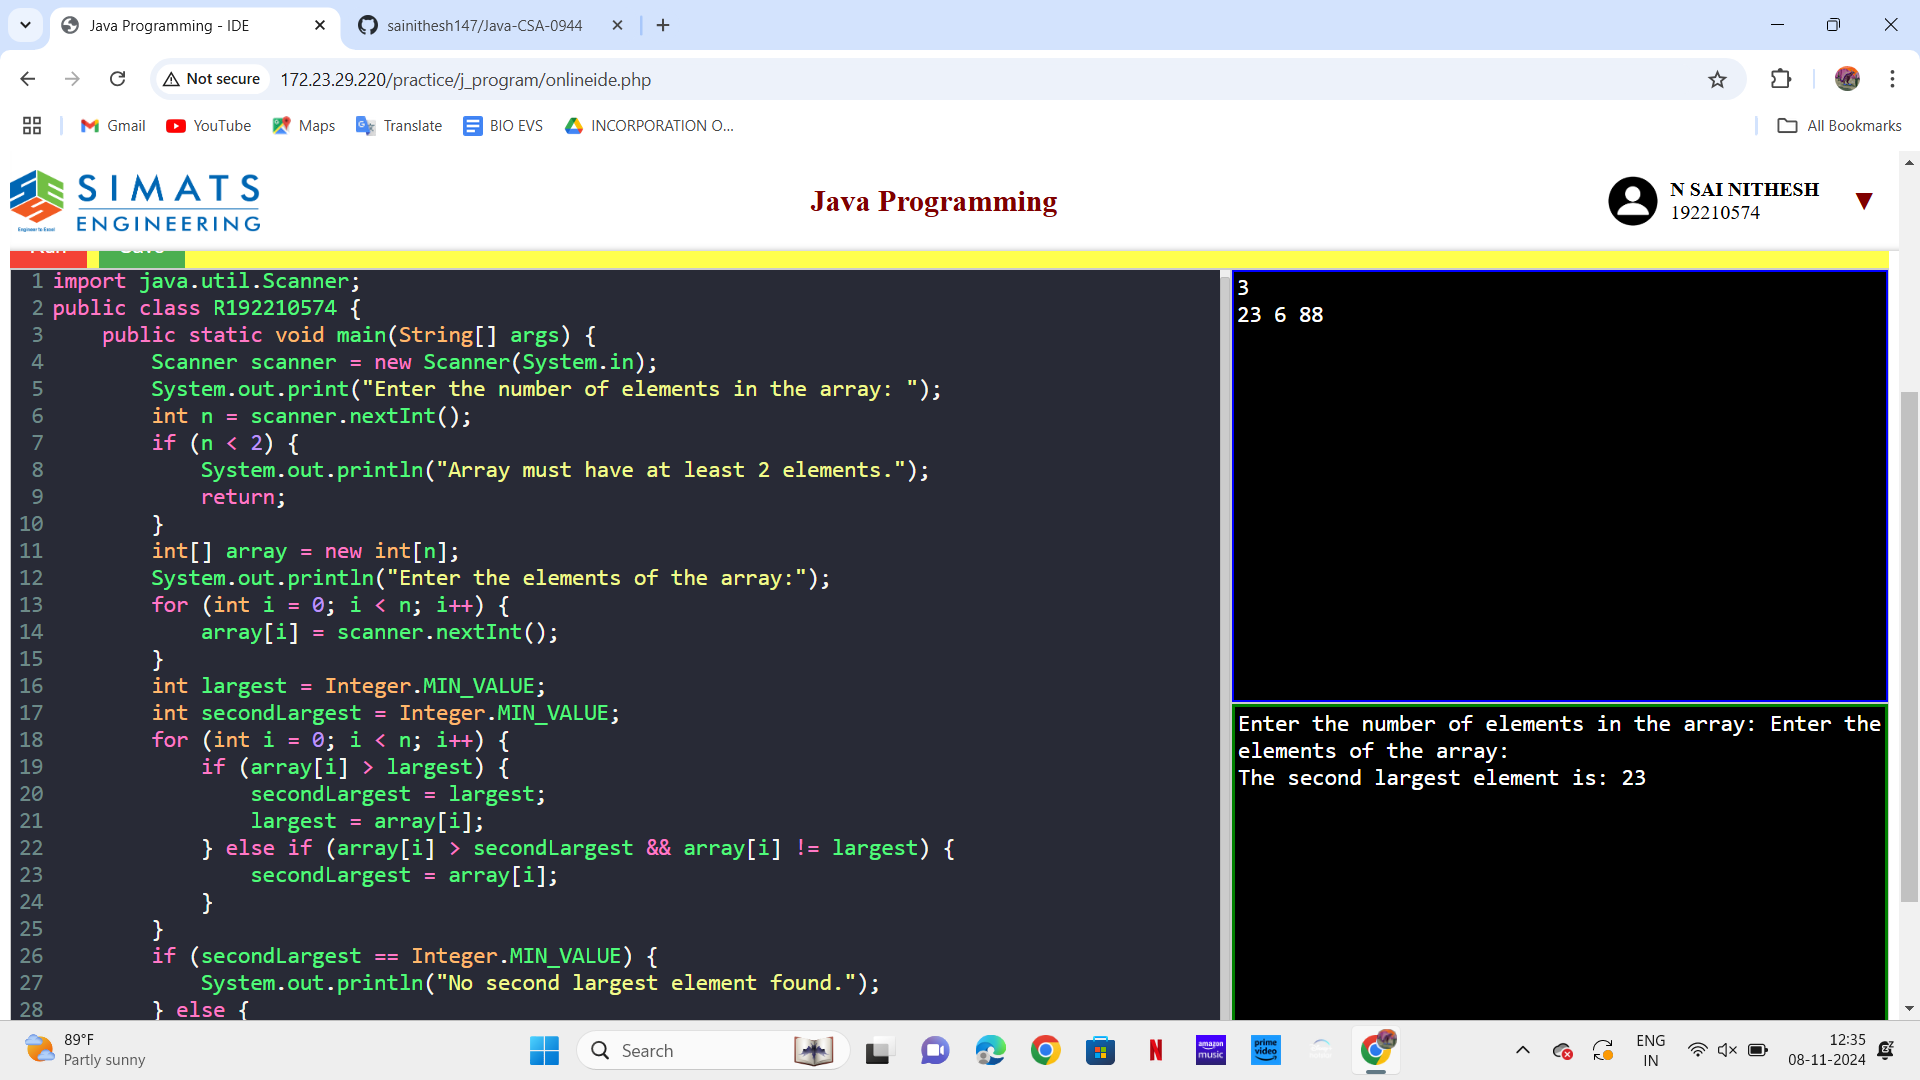 Java Programming - IDE
sainithesh147/Java-CSA-0944
Not secure
172.23.29.220/practice/j_program/onlineide.php
Gmail
YouTube
Maps
Translate
BIO EVS
INCORPORATION O...
All Bookmarks
SIMATS
ENGINEERING
Engineer to Excel
Java Programming
N SAI NITHESH
192210574
Run
Save
1 import java.util.Scanner;
2 public class R192210574 {
3     public static void main(String[] args) {
4         Scanner scanner = new Scanner(System.in);
5         System.out.print("Enter the number of elements in the array: ");
6         int n = scanner.nextInt();
7         if (n < 2) {
8             System.out.println("Array must have at least 2 elements.");
9             return;
10         }
11         int[] array = new int[n];
12         System.out.println("Enter the elements of the array:");
13         for (int i = 0; i < n; i++) {
14             array[i] = scanner.nextInt();
15         }
16         int largest = Integer.MIN_VALUE;
17         int secondLargest = Integer.MIN_VALUE;
18         for (int i = 0; i < n; i++) {
19             if (array[i] > largest) {
20                 secondLargest = largest;
21                 largest = array[i];
22             } else if (array[i] > secondLargest && array[i] != largest) {
23                 secondLargest = array[i];
24             }
25         }
26         if (secondLargest == Integer.MIN_VALUE) {
27             System.out.println("No second largest element found.");
28         } else {
3
23 6 88
Enter the number of elements in the array: Enter the
elements of the array:
The second largest element is: 23
89°F
Partly sunny
Search
amazon music
prime video
ENG
IN
12:35
08-11-2024